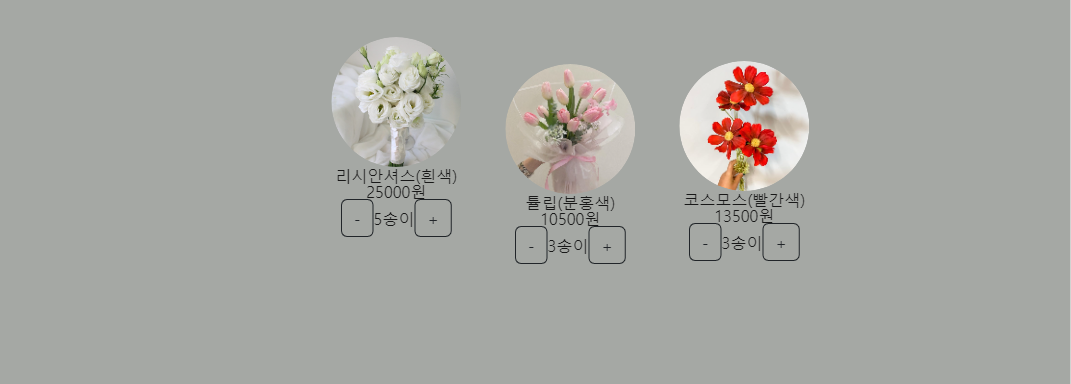 리시안셔스(흰색)
25000원
- 5송이 +
튤립(분홍색)
10500원
- 3송이 +
코스모스(빨간색)
13500원
- 3송이 +